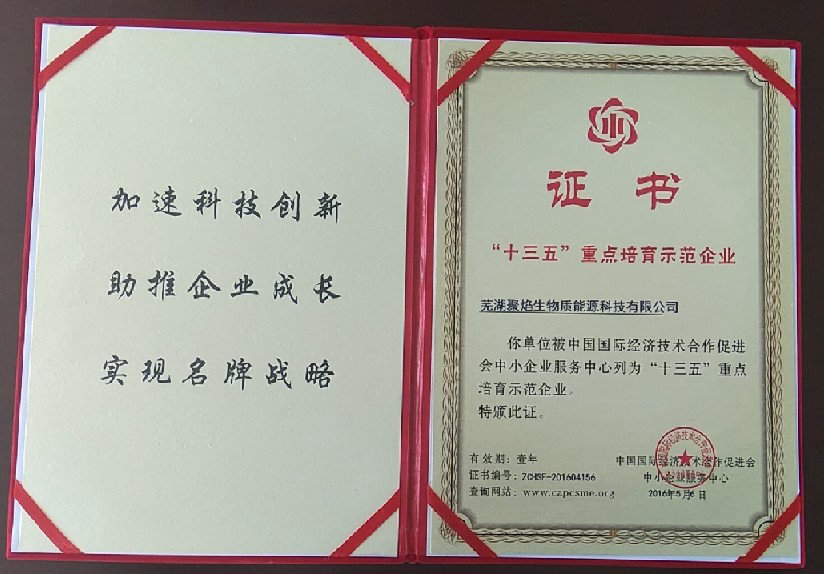 加速科技创新
助推企业成长
实现名牌战略
证书
“十三五”重点培育示范企业
芜湖聚焰生物质能源科技有限公司
你单位被中国国际经济技术合作促进
会中小企业服务中心列为“十三五”重点
培育示范企业。
特颁此证。
有效期：壹年
证书编号：ZCHSF-201604156
查询网站：www.capcsme.org
中国国际经济技术合作促进会
中小企业服务中心
2016年5月6日